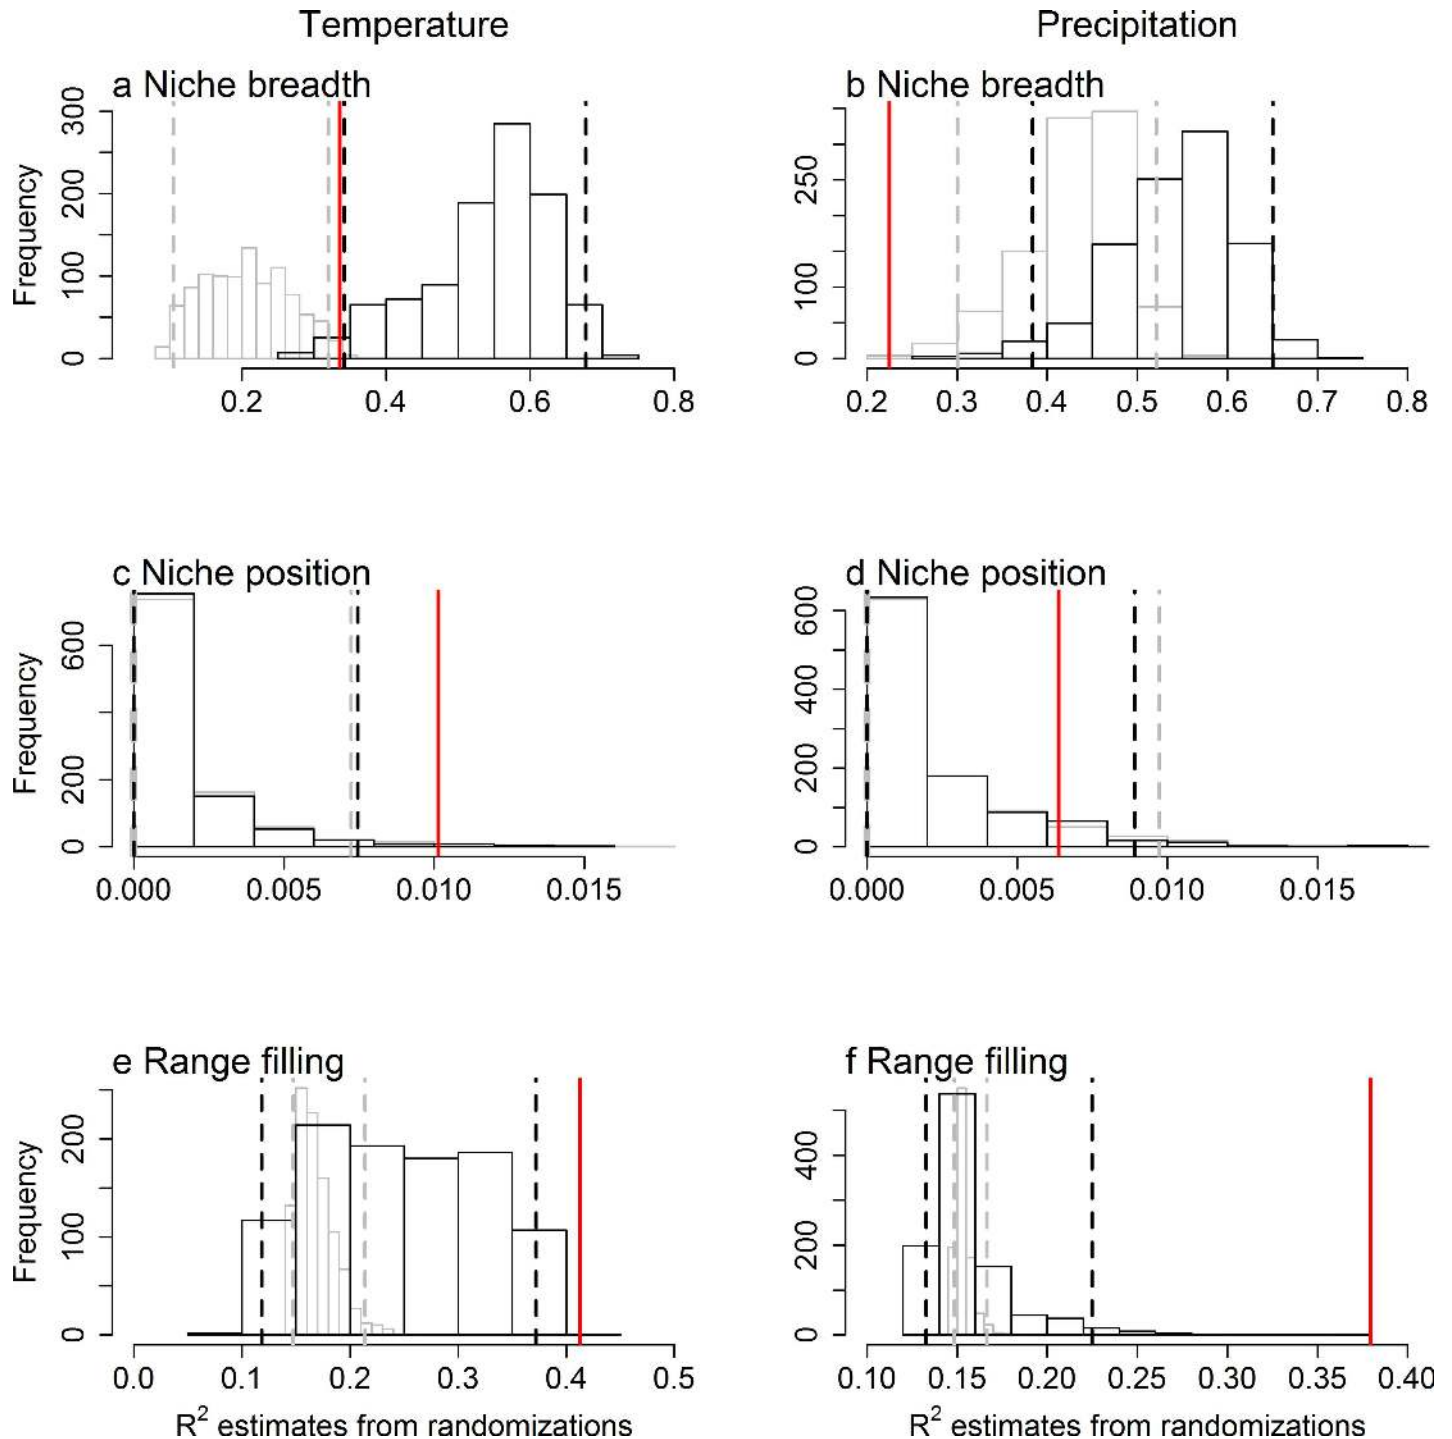 Temperature Precipitation
a Niche breadth
b Niche breadth
Frequency
0 100 200 300
0.2 0.4 0.6 0.8
0 100 250
0.2 0.3 0.4 0.5 0.6 0.7 0.8
c Niche position
d Niche position
Frequency
0 200 600
0.000 0.005 0.010 0.015
0 200 400 600
0.000 0.005 0.010 0.015
e Range filling
f Range filling
Frequency
0 100 200
0.0 0.1 0.2 0.3 0.4 0.5
0 200 400
0.10 0.15 0.20 0.25 0.30 0.35 0.40
R² estimates from randomizations
R² estimates from randomizations